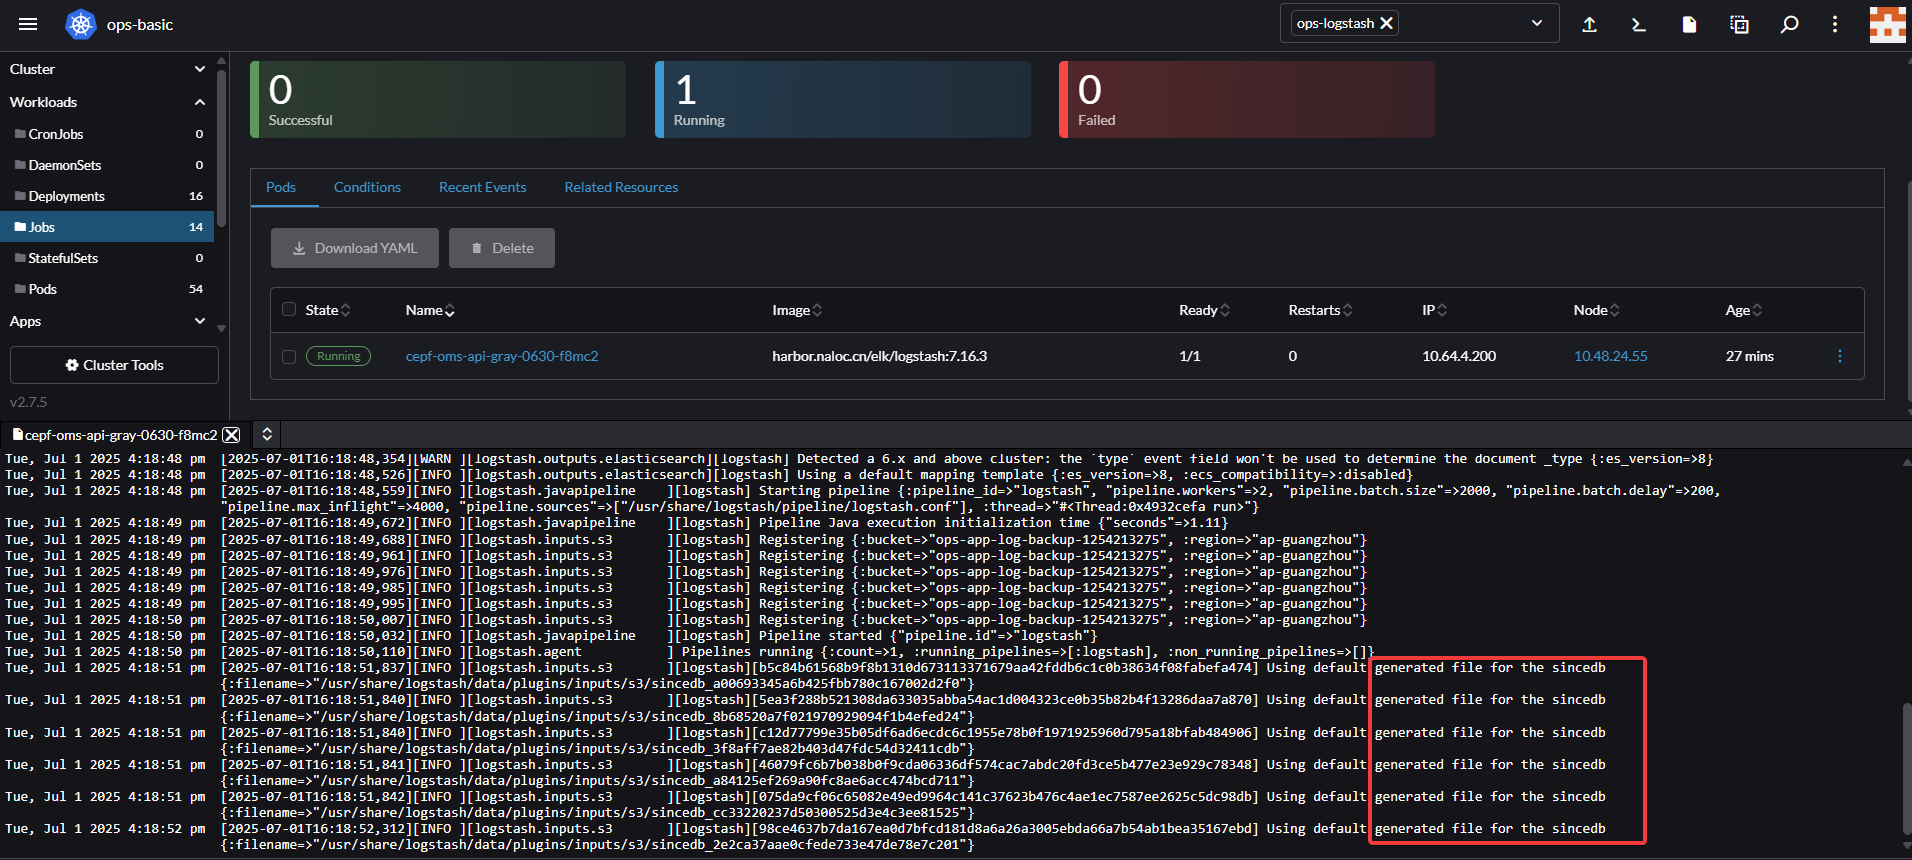 ops-basic
ops-logstash
Cluster
Workloads
CronJobs 0
DaemonSets 0
Deployments 16
Jobs 14
StatefulSets 0
Pods 54
Apps
Cluster Tools
v2.7.5
0
Successful
1
Running
0
Failed
Pods Conditions Recent Events Related Resources
Download YAML Delete
State Name Image Ready Restarts IP Node Age
Running cepf-oms-api-gray-0630-f8mc2 harbor.naloc.cn/elk/logstash:7.16.3 1/1 0 10.64.4.200 10.48.24.55 27 mins
cepf-oms-api-gray-0630-f8mc2
Tue, Jul 1 2025 4:18:48 pm [2025-07-01T16:18:48,354][WARN ][logstash.outputs.elasticsearch][logstash] Detected a 6.x and above cluster: the `type` event field won't be used to determine the document _type {:es_version=>8}
Tue, Jul 1 2025 4:18:48 pm [2025-07-01T16:18:48,526][INFO ][logstash.outputs.elasticsearch][logstash] Using a default mapping template {:es_version=>8, :ecs_compatibility=>:disabled}
Tue, Jul 1 2025 4:18:48 pm [2025-07-01T16:18:48,559][INFO ][logstash.javapipeline ][logstash] Starting pipeline {:pipeline_id=>"logstash", "pipeline.workers"=>2, "pipeline.batch.size"=>2000, "pipeline.batch.delay"=>200,
"pipeline.max_inflight"=>4000, "pipeline.sources"=>["/usr/share/logstash/pipeline/logstash.conf"], :thread=>"#<Thread:0x4932cefa run>"}
Tue, Jul 1 2025 4:18:49 pm [2025-07-01T16:18:49,672][INFO ][logstash.javapipeline ][logstash] Pipeline Java execution initialization time {"seconds"=>1.11}
Tue, Jul 1 2025 4:18:49 pm [2025-07-01T16:18:49,688][INFO ][logstash.inputs.s3 ][logstash] Registering {:bucket=>"ops-app-log-backup-1254213275", :region=>"ap-guangzhou"}
Tue, Jul 1 2025 4:18:49 pm [2025-07-01T16:18:49,961][INFO ][logstash.inputs.s3 ][logstash] Registering {:bucket=>"ops-app-log-backup-1254213275", :region=>"ap-guangzhou"}
Tue, Jul 1 2025 4:18:49 pm [2025-07-01T16:18:49,976][INFO ][logstash.inputs.s3 ][logstash] Registering {:bucket=>"ops-app-log-backup-1254213275", :region=>"ap-guangzhou"}
Tue, Jul 1 2025 4:18:49 pm [2025-07-01T16:18:49,985][INFO ][logstash.inputs.s3 ][logstash] Registering {:bucket=>"ops-app-log-backup-1254213275", :region=>"ap-guangzhou"}
Tue, Jul 1 2025 4:18:49 pm [2025-07-01T16:18:49,995][INFO ][logstash.inputs.s3 ][logstash] Registering {:bucket=>"ops-app-log-backup-1254213275", :region=>"ap-guangzhou"}
Tue, Jul 1 2025 4:18:50 pm [2025-07-01T16:18:50,007][INFO ][logstash.inputs.s3 ][logstash] Registering {:bucket=>"ops-app-log-backup-1254213275", :region=>"ap-guangzhou"}
Tue, Jul 1 2025 4:18:50 pm [2025-07-01T16:18:50,032][INFO ][logstash.javapipeline ][logstash] Pipeline started {"pipeline.id"=>"logstash"}
Tue, Jul 1 2025 4:18:50 pm [2025-07-01T16:18:50,110][INFO ][logstash.agent ] Pipelines running {:count=>1, :running_pipelines=>[:logstash], :non_running_pipelines=>[]}
Tue, Jul 1 2025 4:18:51 pm [2025-07-01T16:18:51,837][INFO ][logstash.inputs.s3 ][logstash][b5c84b61568b9f8b1310d673113371679aa42fddb6c1c0b38634f08fabefa474] Using default generated file for the sincedb
{:filename=>"/usr/share/logstash/data/plugins/inputs/s3/sincedb_a00693345a6b425fbb780c167002d2f0"}
Tue, Jul 1 2025 4:18:51 pm [2025-07-01T16:18:51,840][INFO ][logstash.inputs.s3 ][logstash][5ea3f288b521308da633035abba54ac1d004323ce0b35b82b4f13286daa7a870] Using default generated file for the sincedb
{:filename=>"/usr/share/logstash/data/plugins/inputs/s3/sincedb_8b68520a7f021970929094f1b4efed24"}
Tue, Jul 1 2025 4:18:51 pm [2025-07-01T16:18:51,840][INFO ][logstash.inputs.s3 ][logstash][c12d77799e35b05df6ad6ecdc6c1955e78b0f1971925960d795a18bfab484906] Using default generated file for the sincedb
{:filename=>"/usr/share/logstash/data/plugins/inputs/s3/sincedb_3f8aff7ae82b403d47fdc54d32411cdb"}
Tue, Jul 1 2025 4:18:51 pm [2025-07-01T16:18:51,841][INFO ][logstash.inputs.s3 ][logstash][46079fc6b7b038b0f9cda06336df574cac7abdc20fd3ce5b477e23e929c78348] Using default generated file for the sincedb
{:filename=>"/usr/share/logstash/data/plugins/inputs/s3/sincedb_a84125ef269a90fc8ae6acc474bcd711"}
Tue, Jul 1 2025 4:18:51 pm [2025-07-01T16:18:51,842][INFO ][logstash.inputs.s3 ][logstash][075da9cf06c65082e49ed9964c141c37623b476c4ae1ec7587ee2625c5dc98db] Using default generated file for the sincedb
{:filename=>"/usr/share/logstash/data/plugins/inputs/s3/sincedb_cc33220237d50300525d3e4c3ee81525"}
Tue, Jul 1 2025 4:18:52 pm [2025-07-01T16:18:52,312][INFO ][logstash.inputs.s3 ][logstash][98ce4637b7da167ea0d7bfcd181d8a6a26a3005ebda66a7b54ab1bea35167ebd] Using default generated file for the sincedb
{:filename=>"/usr/share/logstash/data/plugins/inputs/s3/sincedb_2e2ca37aae0cfede733e47de78e7c201"}